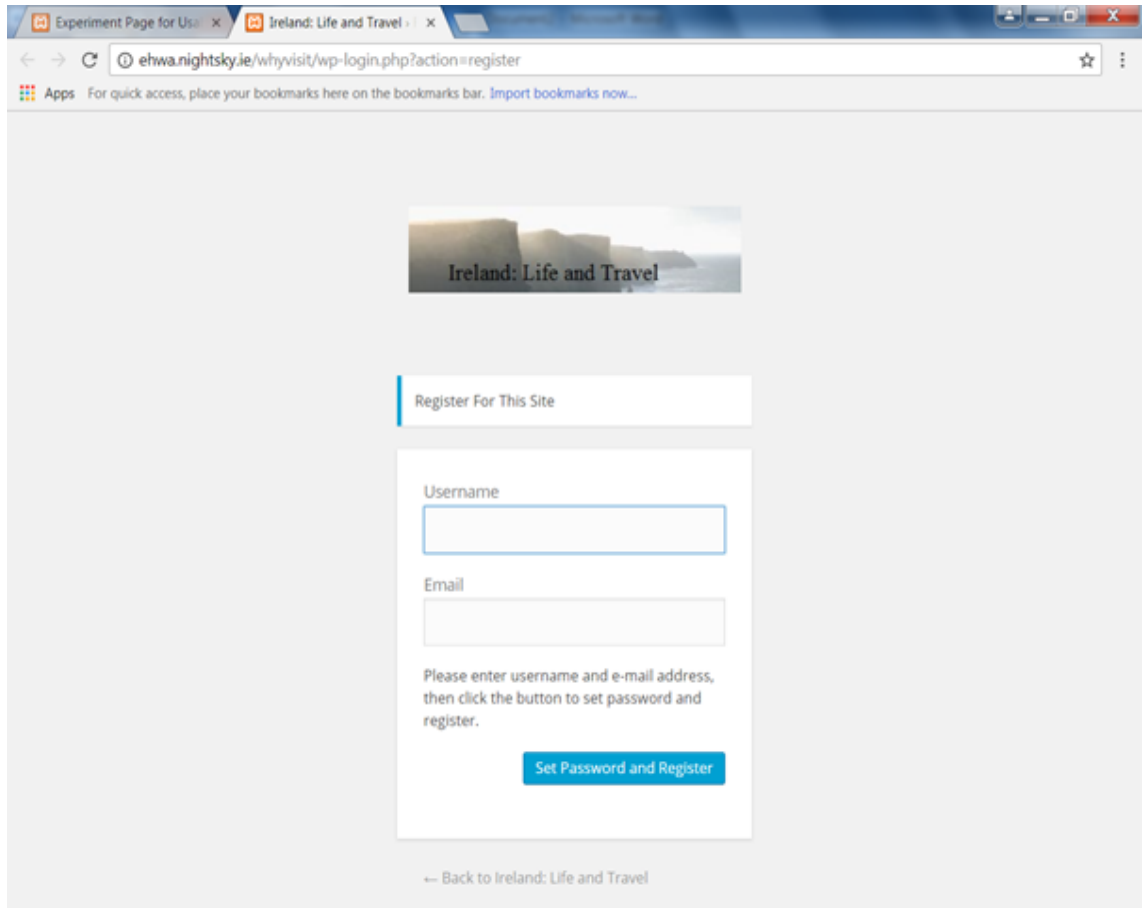 Experiment Page for Usa
Ireland: Life and Travel ›
ehwa.nightsky.ie/whyvisit/wp-login.php?action=register
Apps For quick access, place your bookmarks here on the bookmarks bar. Import bookmarks now...
Ireland: Life and Travel
Register For This Site
Username
Email
Please enter username and e-mail address,
then click the button to set password and
register.
Set Password and Register
← Back to Ireland: Life and Travel